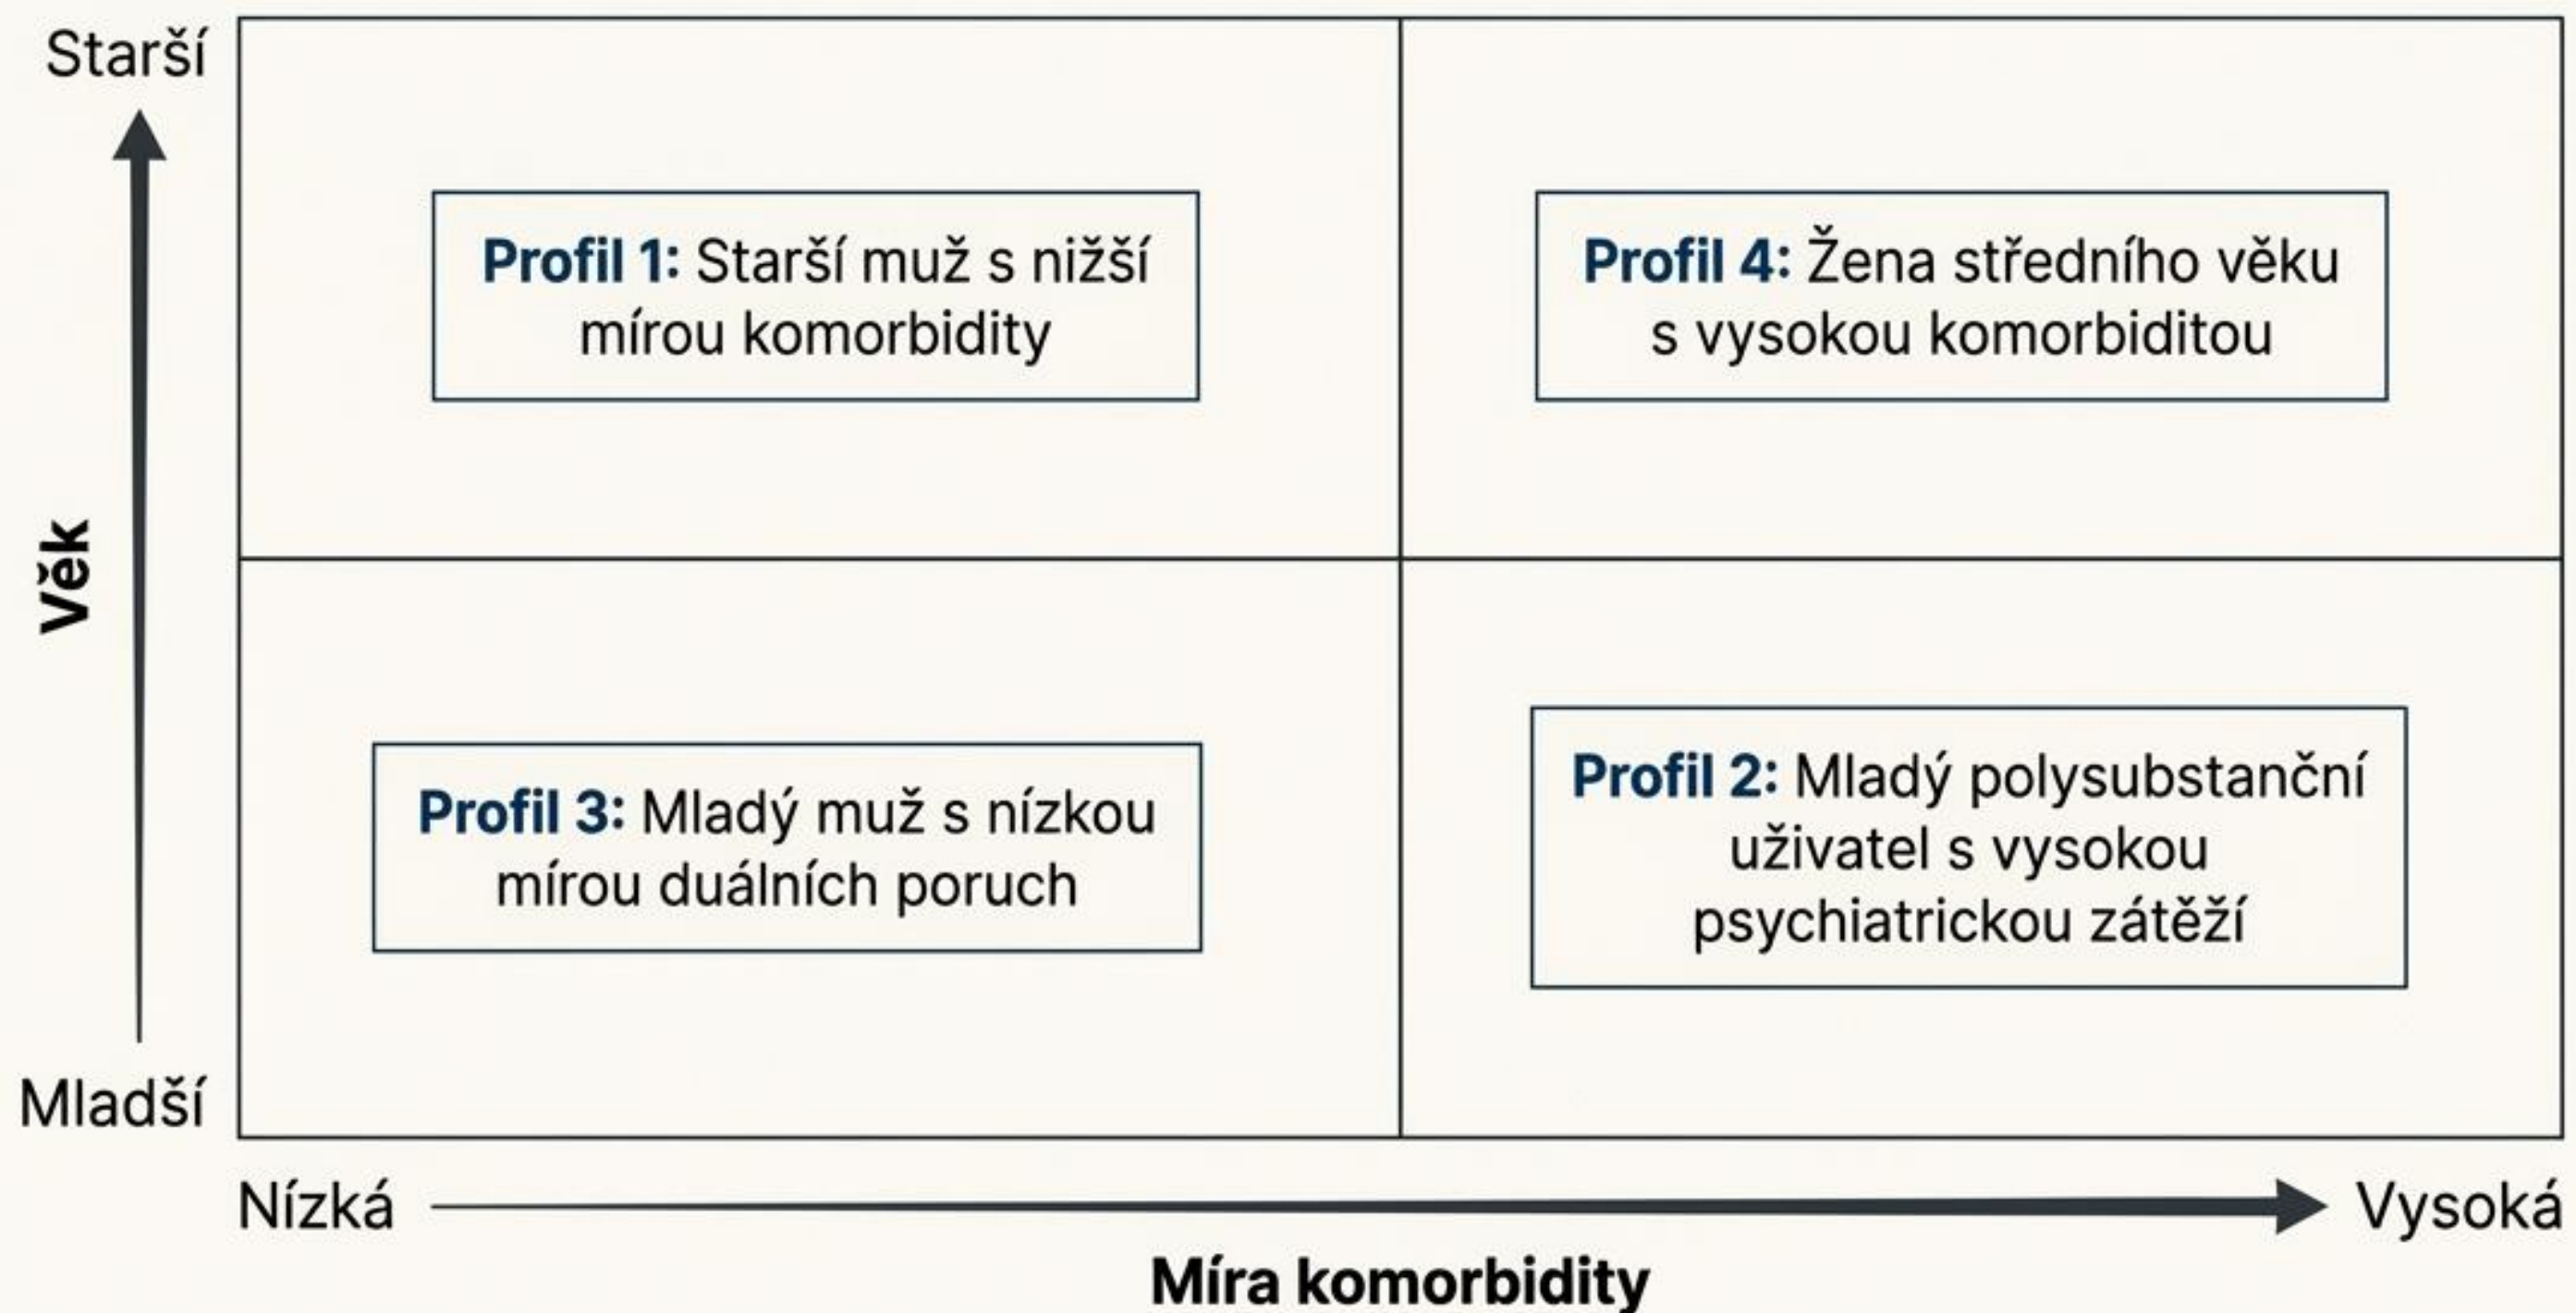 Starší
Profil 1: Starší muž s nižší
mírou komorbidity
Profil 4: Žena středního věku
s vysokou komorbiditou
Věk
Profil 3: Mladý muž s nízkou
mírou duálních poruch
Profil 2: Mladý polysubstanční
uživatel s vysokou
psychiatrickou zátěží
Mladší
Nízká
Vysoká
Míra komorbidity